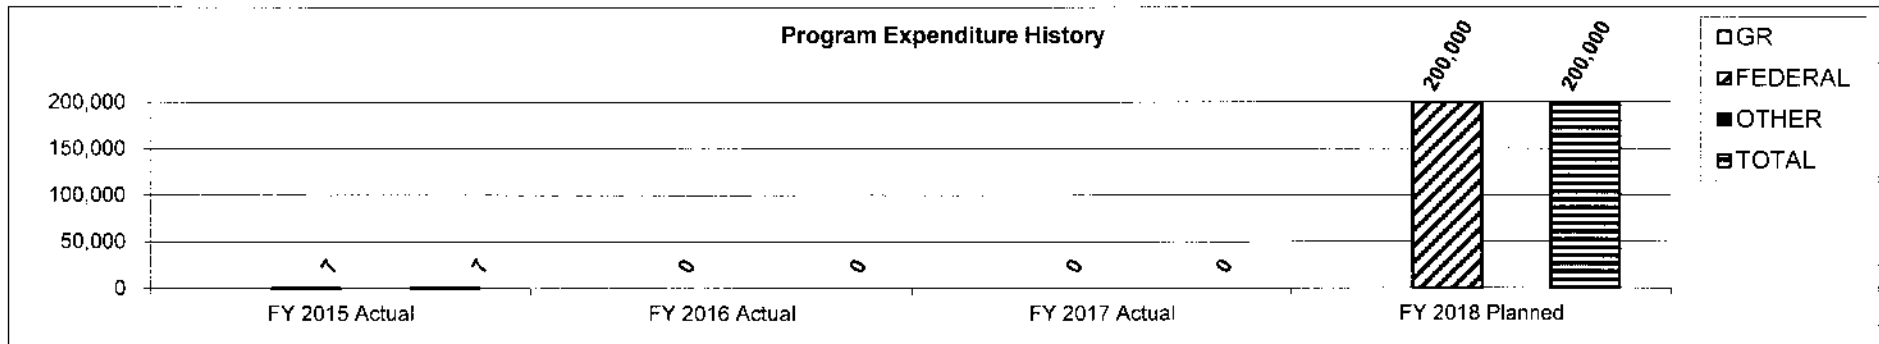 Program Expenditure History
200,000
200,000
GR
FEDERAL
OTHER
TOTAL
200,000
150,000
100,000
50,000
0
0
0
0
0
FY 2015 Actual
FY 2016 Actual
FY 2017 Actual
FY 2018 Planned